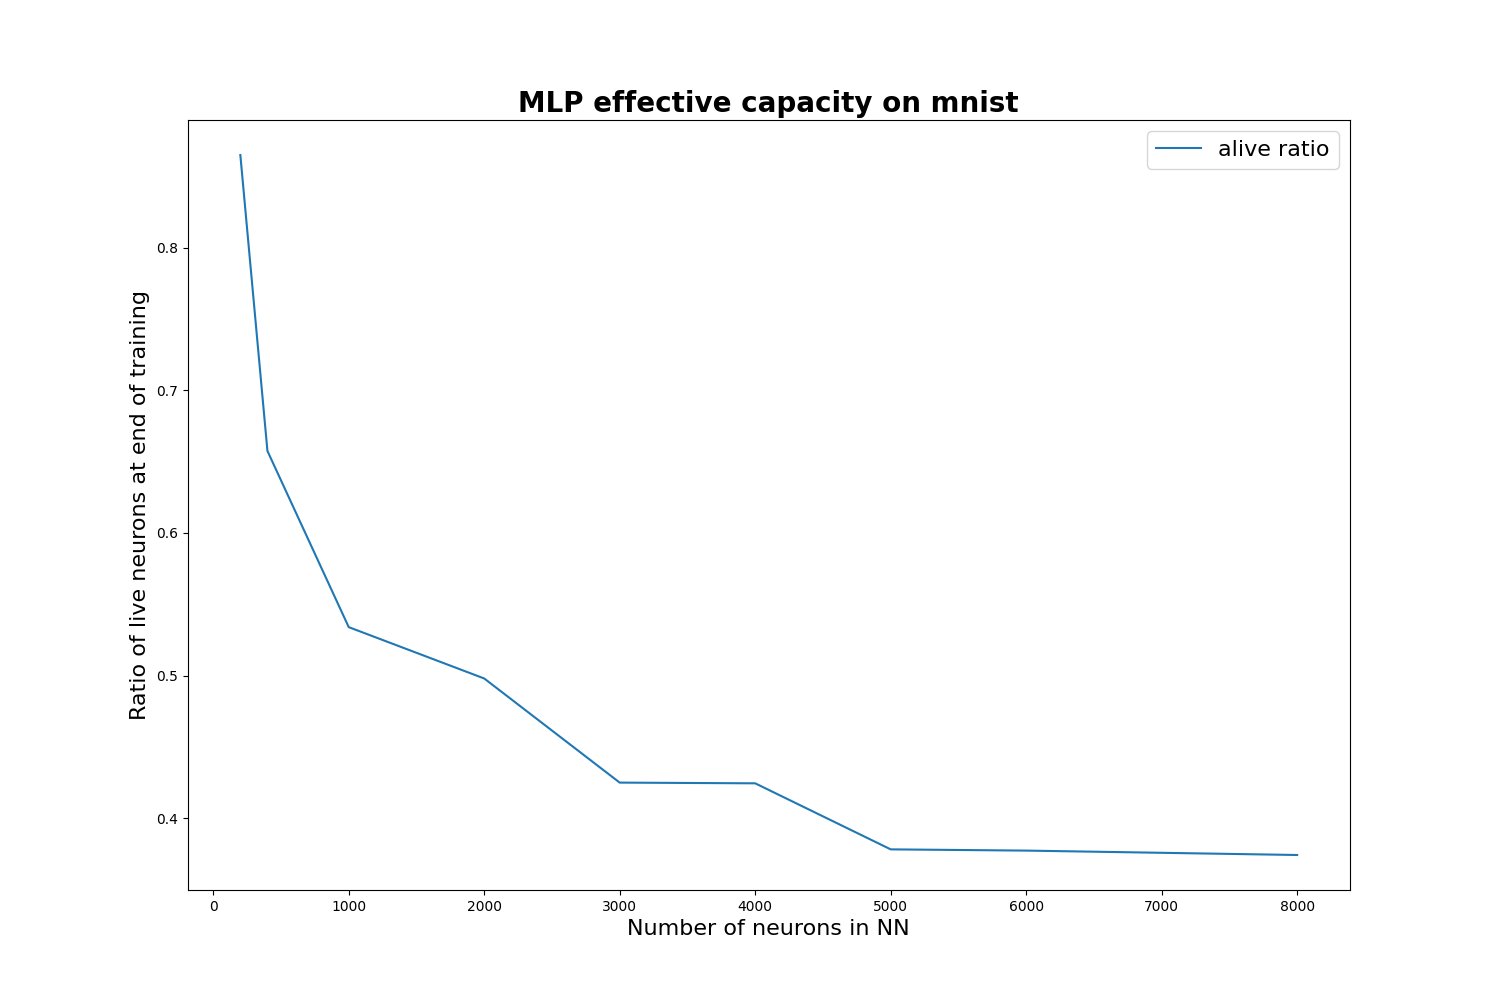 MLP effective capacity on mnist
alive ratio
Ratio of live neurons at end of training
0.8
0.7
0.6
0.5
0.4
0 1000 2000 3000 4000 5000 6000 7000 8000
Number of neurons in NN